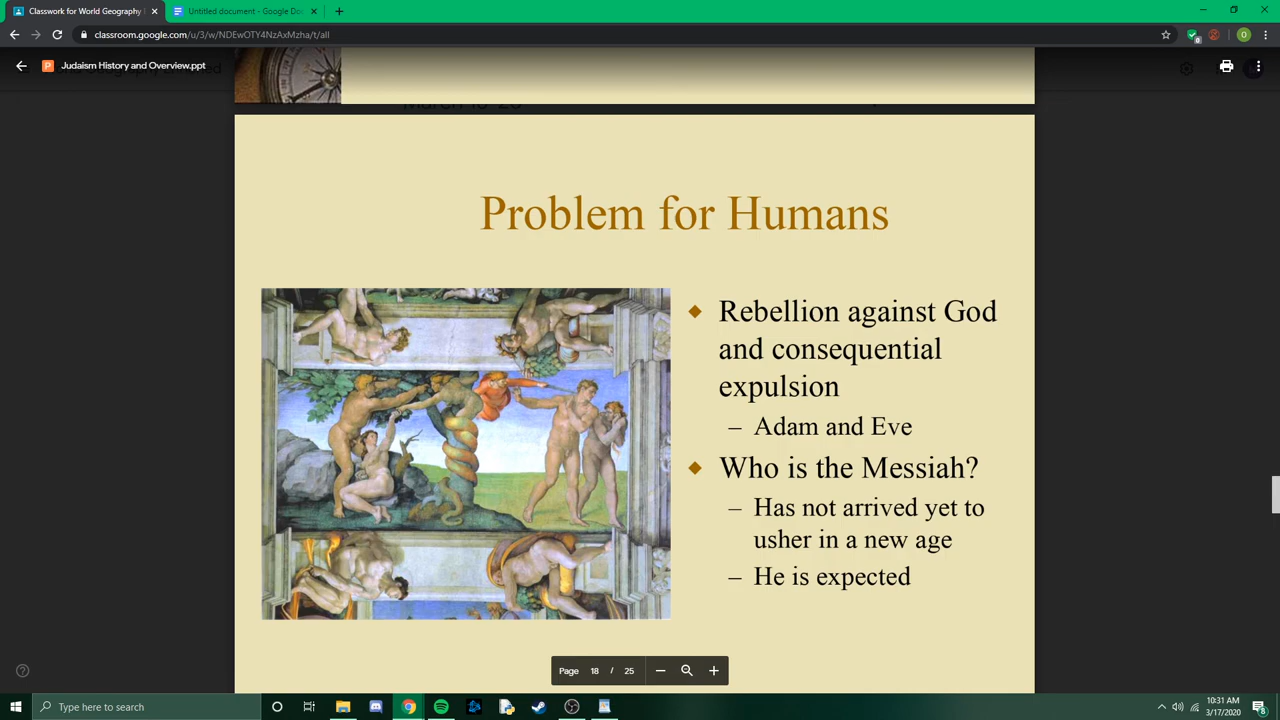 Classwork for World Geography
Untitled document - Google Doc
classroom.google.com/u/3/w/NDEwOTY4NzAxMzha/t/all
Judaism History and Overview.ppt
Problem for Humans
Rebellion against God
and consequential
expulsion
– Adam and Eve
Who is the Messiah?
– Has not arrived yet to
usher in a new age
– He is expected
Page 18 / 25
Type here to search
10:31 AM
3/17/2020
8